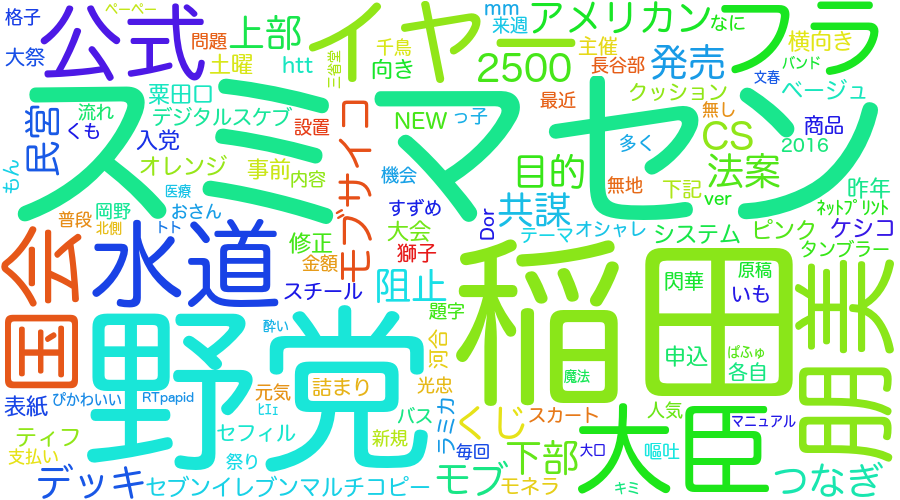 格子
公式
ペーペー
問題
上部
イヤー
mm
来週
アメリカン
なに
フラ
大祭
土曜
htt
三省堂
千鳥
向き
2500
主催
長谷部
発売
横向き
バンド
文春
ベージュ
粟田口
流れ
民宮
くも
入党
デジタルスケブ
設置
スミマセン
モブサイコ
NEW
っ子
最近
クッション
無し
CS
多く
商品
2016
もん
オレンジ
事前
内容
機会
目的
無地
法案
下記
ver
昨年
医療
普段
岡野
おさん
北側
トト
すずめ
大会
Dor
共謀
テーマ
オシャレ
システム
ピンク
ﾈｯﾄﾌﾟﾘﾝﾄ
ケシコ
タンブラー
国会
水道
修正
金額
獅子
スチール
阻止
題字
稲田
閃華
原稿
いも
申込
ぱふゅ
各自
魔法
朋美
野党
酔い
河合
表紙
ぴかわいい
RTpapid
元気
ﾋｴｪ
詰まり
光忠
バス
ラミカ
くじ
スカート
大臣
人気
マニュアル
ティフ
支払い
セフィル
祭り
新規
毎回
下部
大口
嘔吐
デッキ
セブンイレブンマルチコピー
モブ
モネラ
キミ
つなぎ